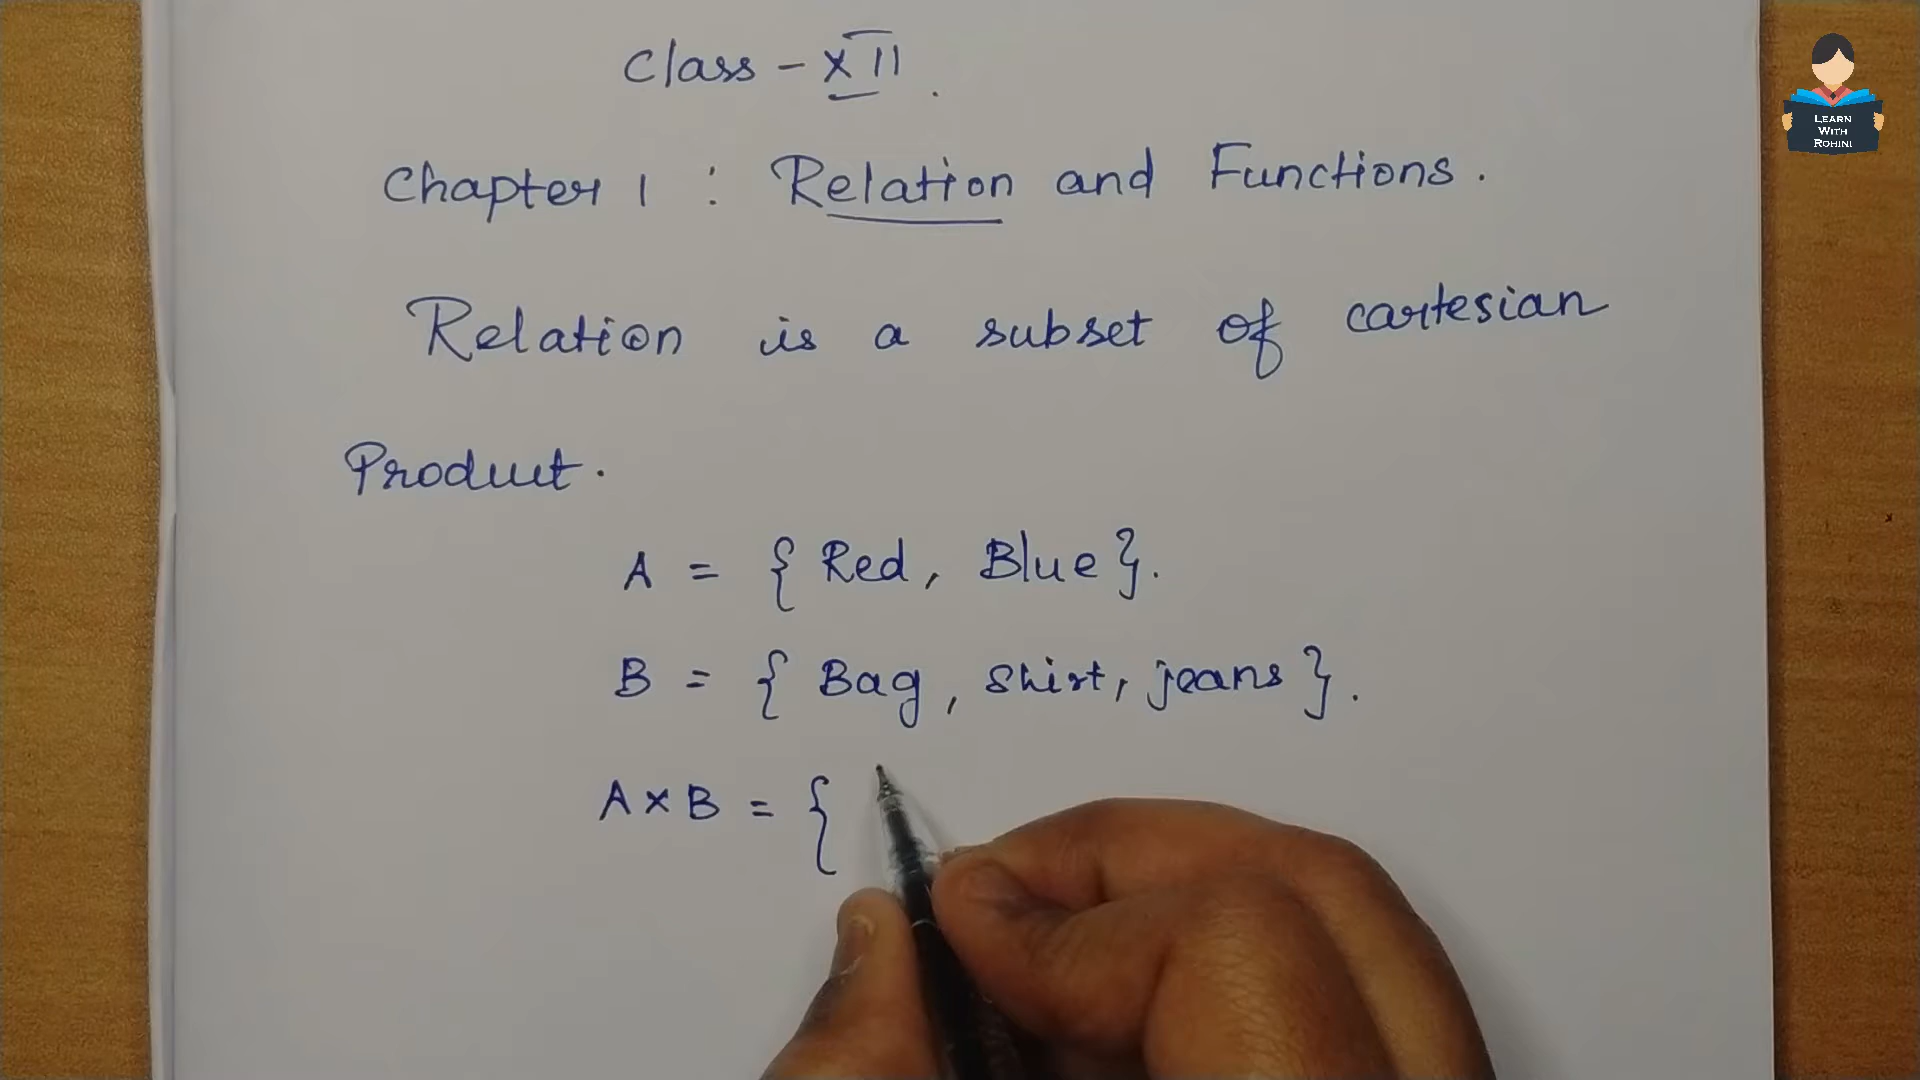 Class - XII.
Chapter 1 : Relation and Functions.
Relation is a subset of cartesian
Product.
A = { Red, Blue }.
B = { Bag, Shirt, jeans }.
A × B = {
LEARN
WITH
ROHINI